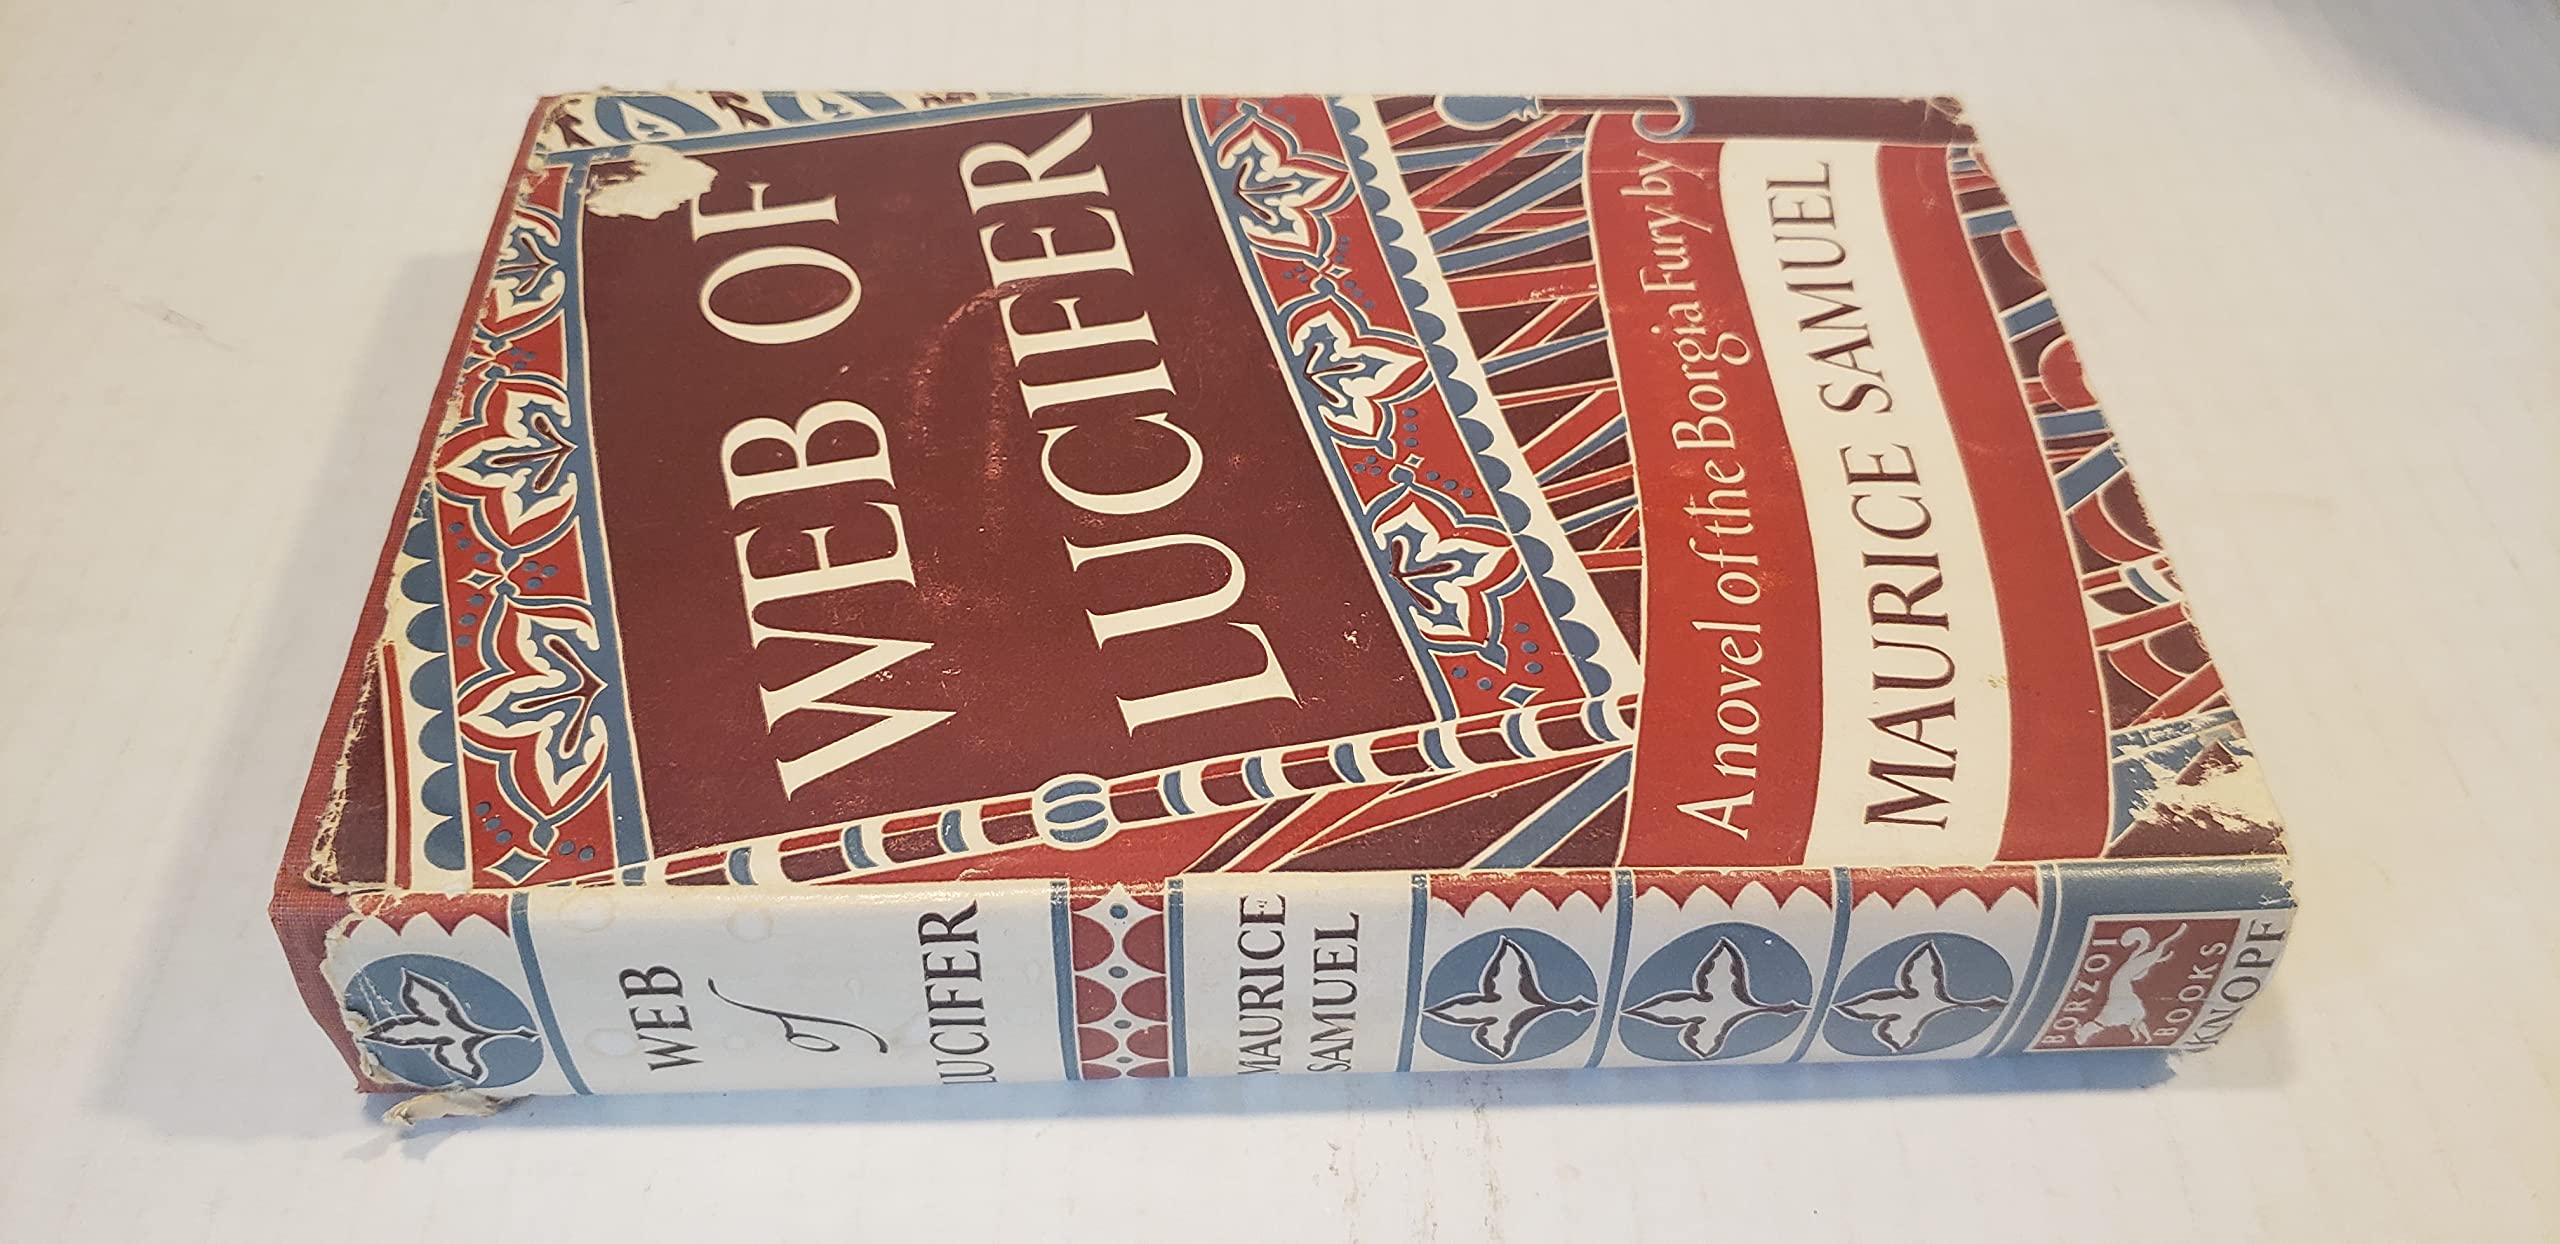 WEB OF
LUCIFER
A novel of the Borgia Fury by
MAURICE SAMUEL
WEB
of
LUCIFER
MAURICE
SAMUEL
BORZOI
BOOKS
KNOPF